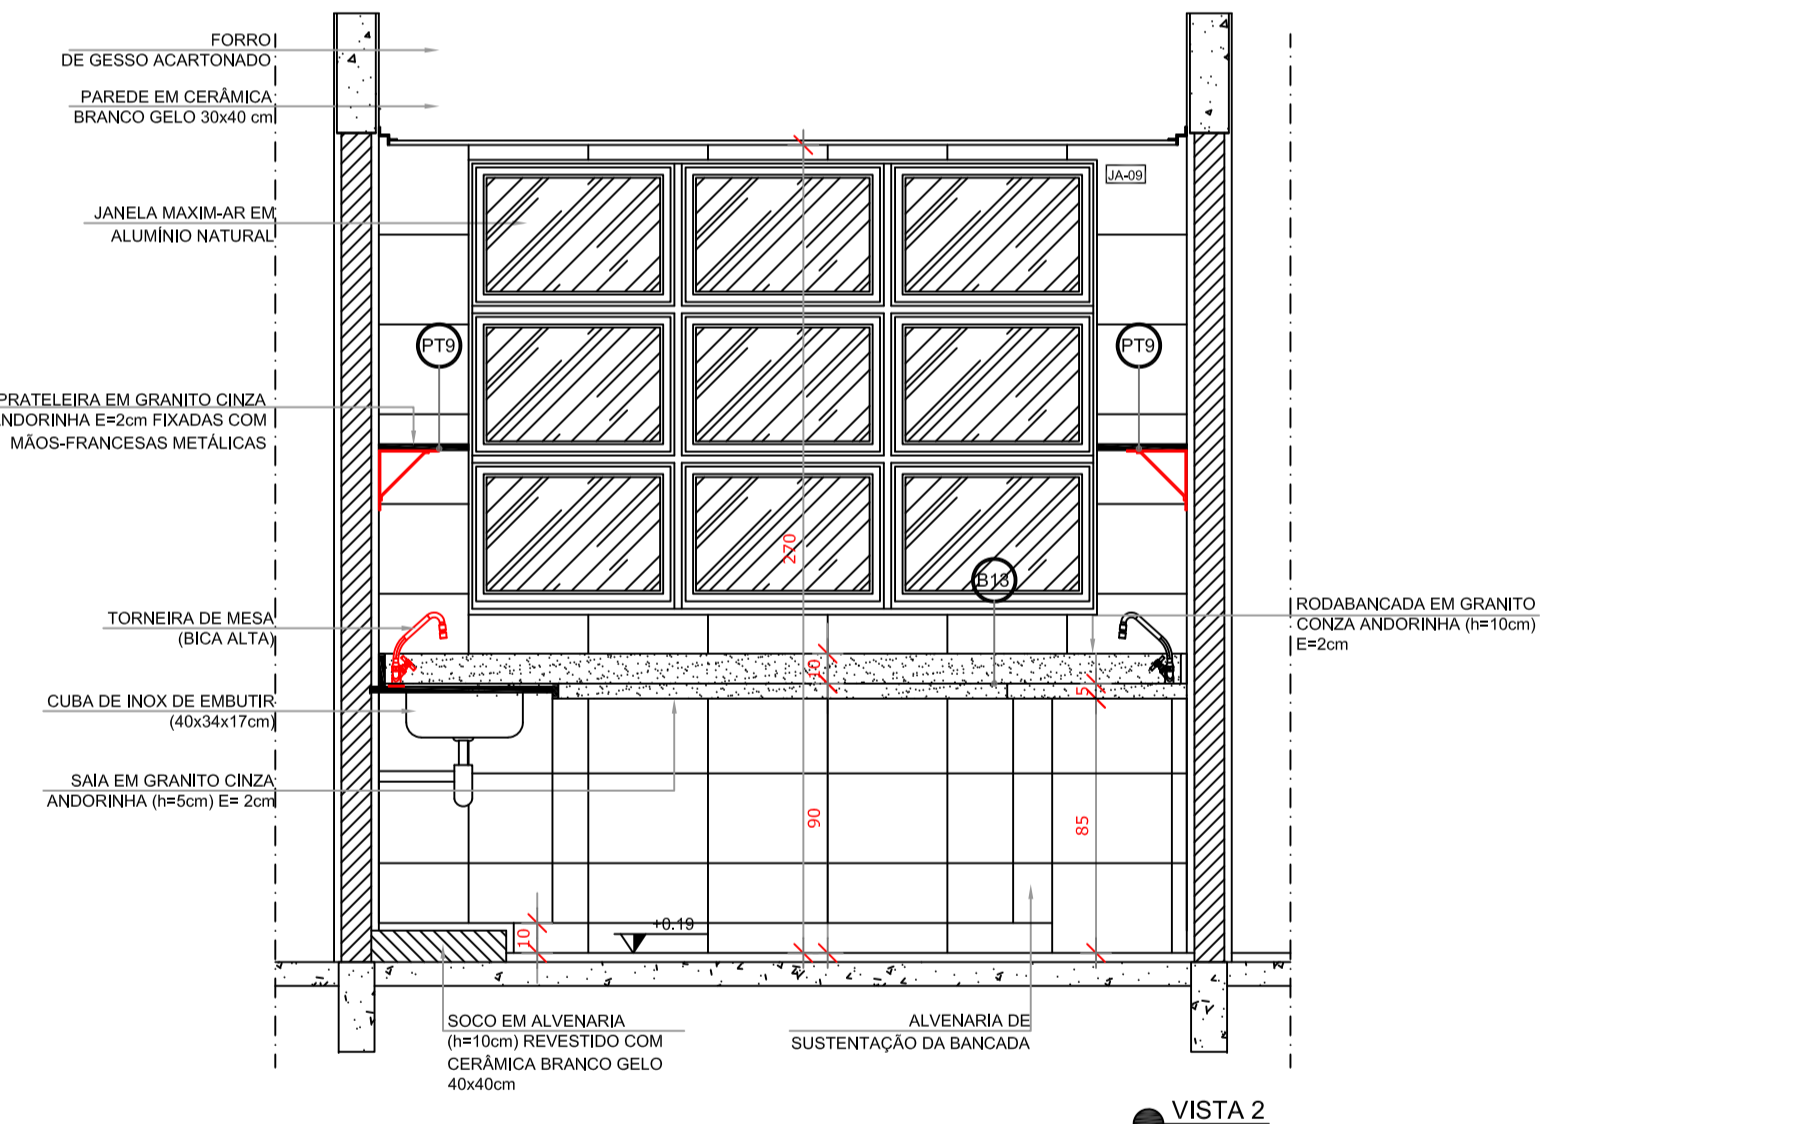 FORRO
DE GESSO ACARTONADO
PAREDE EM CERÂMICA
BRANCO GELO 30x40 cm
JANELA MAXIM-AR EM
ALUMÍNIO NATURAL
JA-09
PT9
PT9
PRATELEIRA EM GRANITO CINZA
ANDORINHA E=2cm FIXADAS COM
MÃOS-FRANCESAS METÁLICAS
270
B13
TORNEIRA DE MESA
(BICA ALTA)
RODABANCADA EM GRANITO
CONZA ANDORINHA (h=10cm)
E=2cm
10
5
CUBA DE INOX DE EMBUTIR
(40x34x17cm)
SAIA EM GRANITO CINZA
ANDORINHA (h=5cm) E= 2cm
90
85
10
+0.19
SOCO EM ALVENARIA
(h=10cm) REVESTIDO COM
CERÂMICA BRANCO GELO
40x40cm
ALVENARIA DE
SUSTENTAÇÃO DA BANCADA
VISTA 2